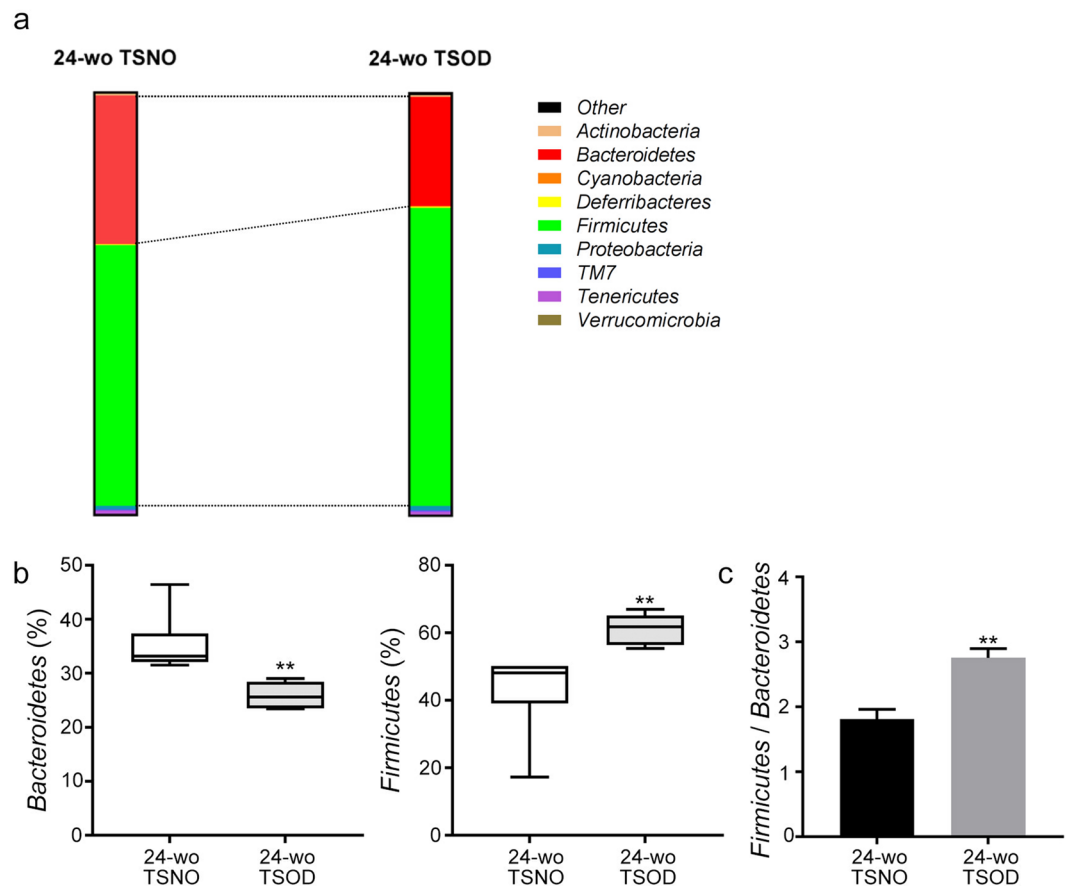 a
24-wo TSNO
24-wo TSOD
Other
Actinobacteria
Bacteroidetes
Cyanobacteria
Deferribacteres
Firmicutes
Proteobacteria
TM7
Tenericutes
Verrucomicrobia
b
Bacteroidetes (%)
50
40
30
20
10
0
**
24-wo
TSNO
24-wo
TSOD
Firmicutes (%)
80
60
40
20
0
**
24-wo
TSNO
24-wo
TSOD
c
Firmicutes / Bacteroidetes
4
3
2
1
0
**
24-wo
TSNO
24-wo
TSOD